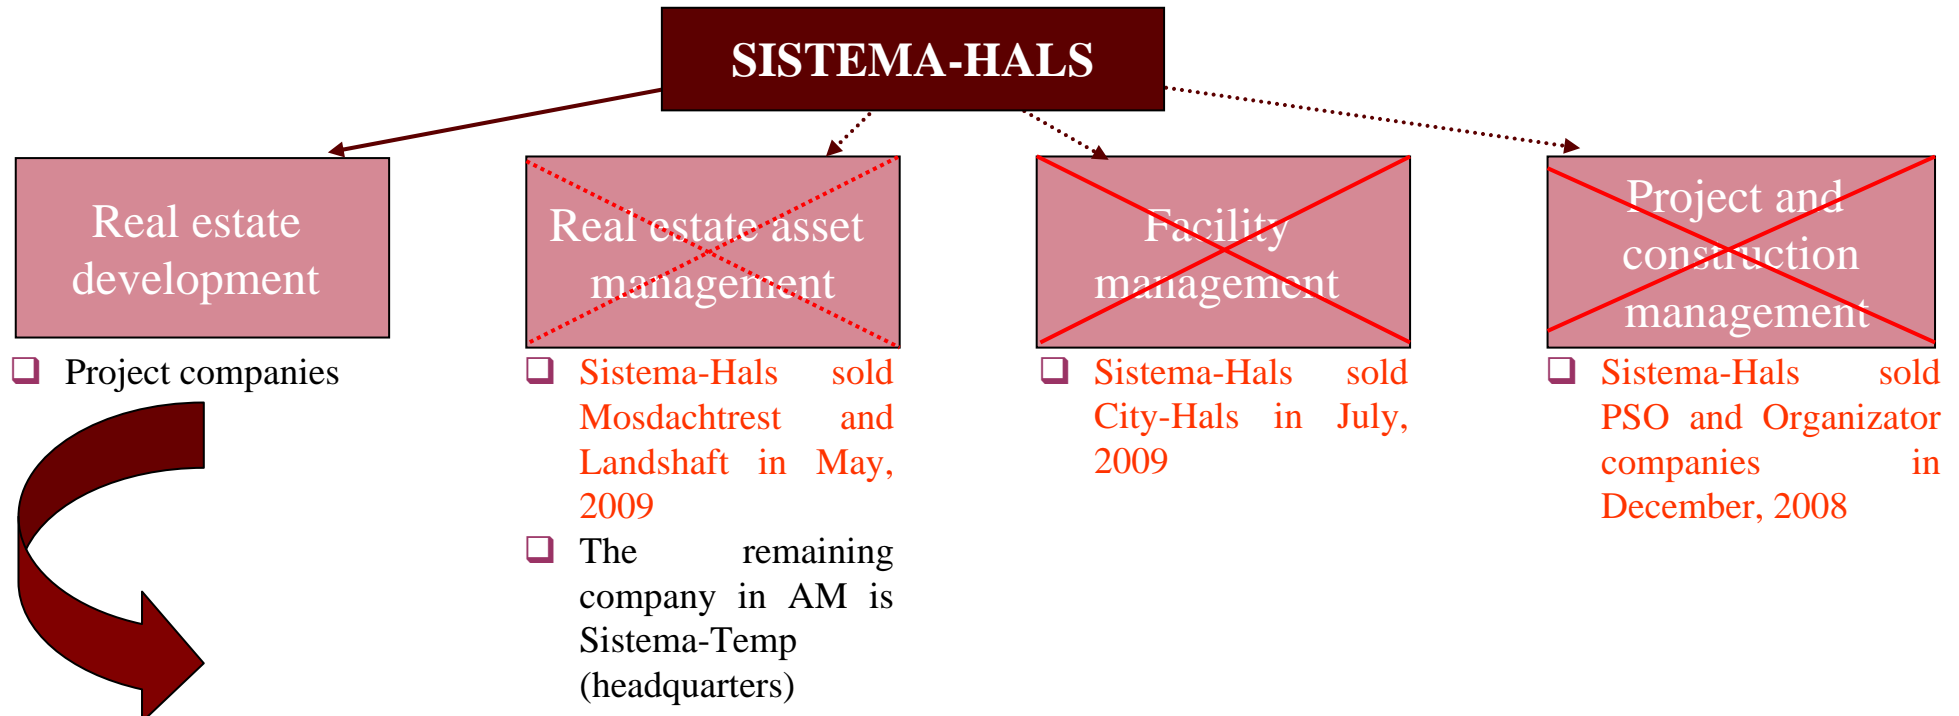 SISTEMA-HALS
Real estate
development
Real estate asset
management
Facility
management
Project and
construction
management
Project companies
Sistema-Hals sold
Mosdachtrest and
Landshaft in May,
2009
The remaining
company in AM is
Sistema-Temp
(headquarters)
Sistema-Hals sold
City-Hals in July,
2009
Sistema-Hals sold
PSO and Organizator
companies in
December, 2008